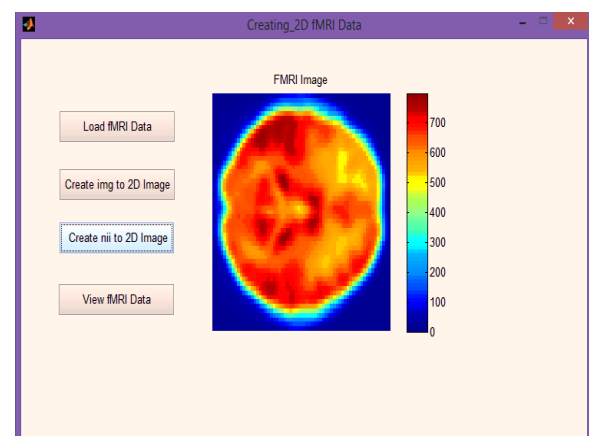 Creating_2D fMRI Data
FMRI Image
Load fMRI Data
Create img to 2D Image
Create nii to 2D Image
View fMRI Data
700
600
500
400
300
200
100
0